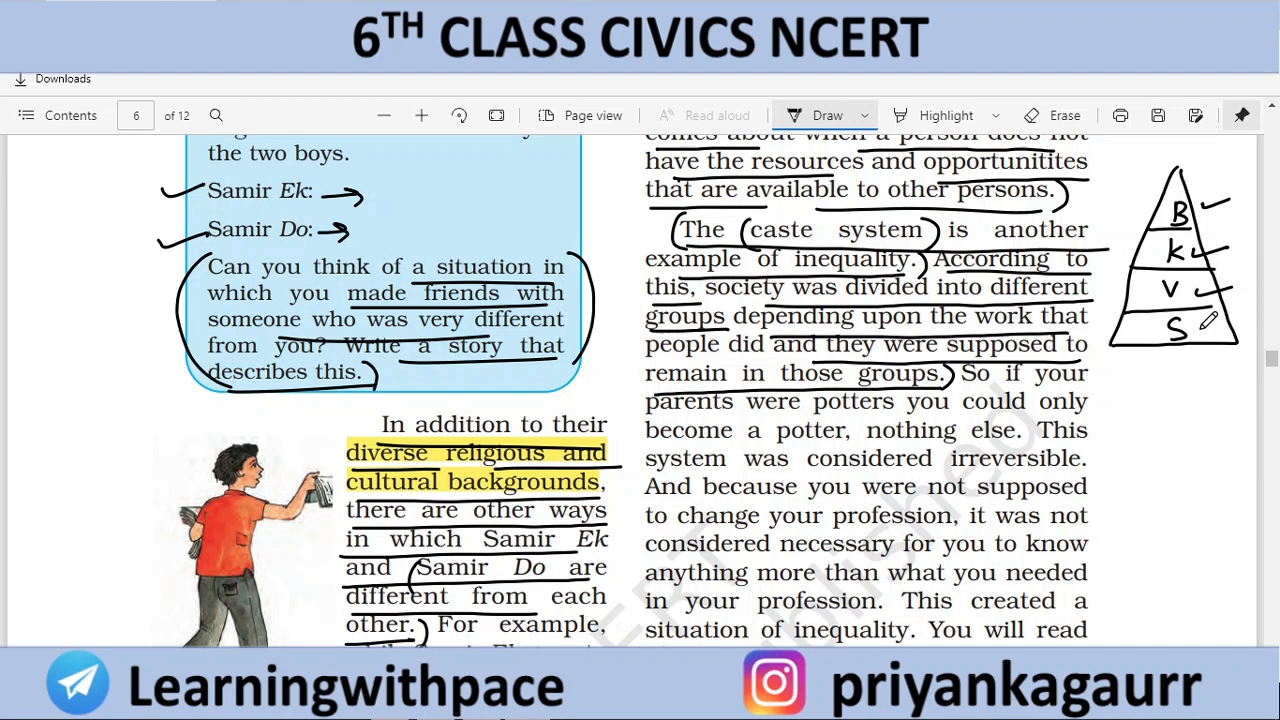 6TH CLASS CIVICS NCERT
Downloads
Contents
6
of 12
Page view
Read aloud
Draw
Highlight
Erase
the two boys.
Samir Ek:
Samir Do:
Can you think of a situation in
which you made friends with
someone who was very different
from you? Write a story that
describes this.
In addition to their
diverse religious and
cultural backgrounds,
there are other ways
in which Samir Ek
and Samir Do are
different from each
other. For example,
comes about when a person does not
have the resources and opportunitites
that are available to other persons.
The caste system is another
example of inequality. According to
this, society was divided into different
groups depending upon the work that
people did and they were supposed to
remain in those groups. So if your
parents were potters you could only
become a potter, nothing else. This
system was considered irreversible.
And because you were not supposed
to change your profession, it was not
considered necessary for you to know
anything more than what you needed
in your profession. This created a
situation of inequality. You will read
B
K
V
S
Learningwithpace
priyankagaurr